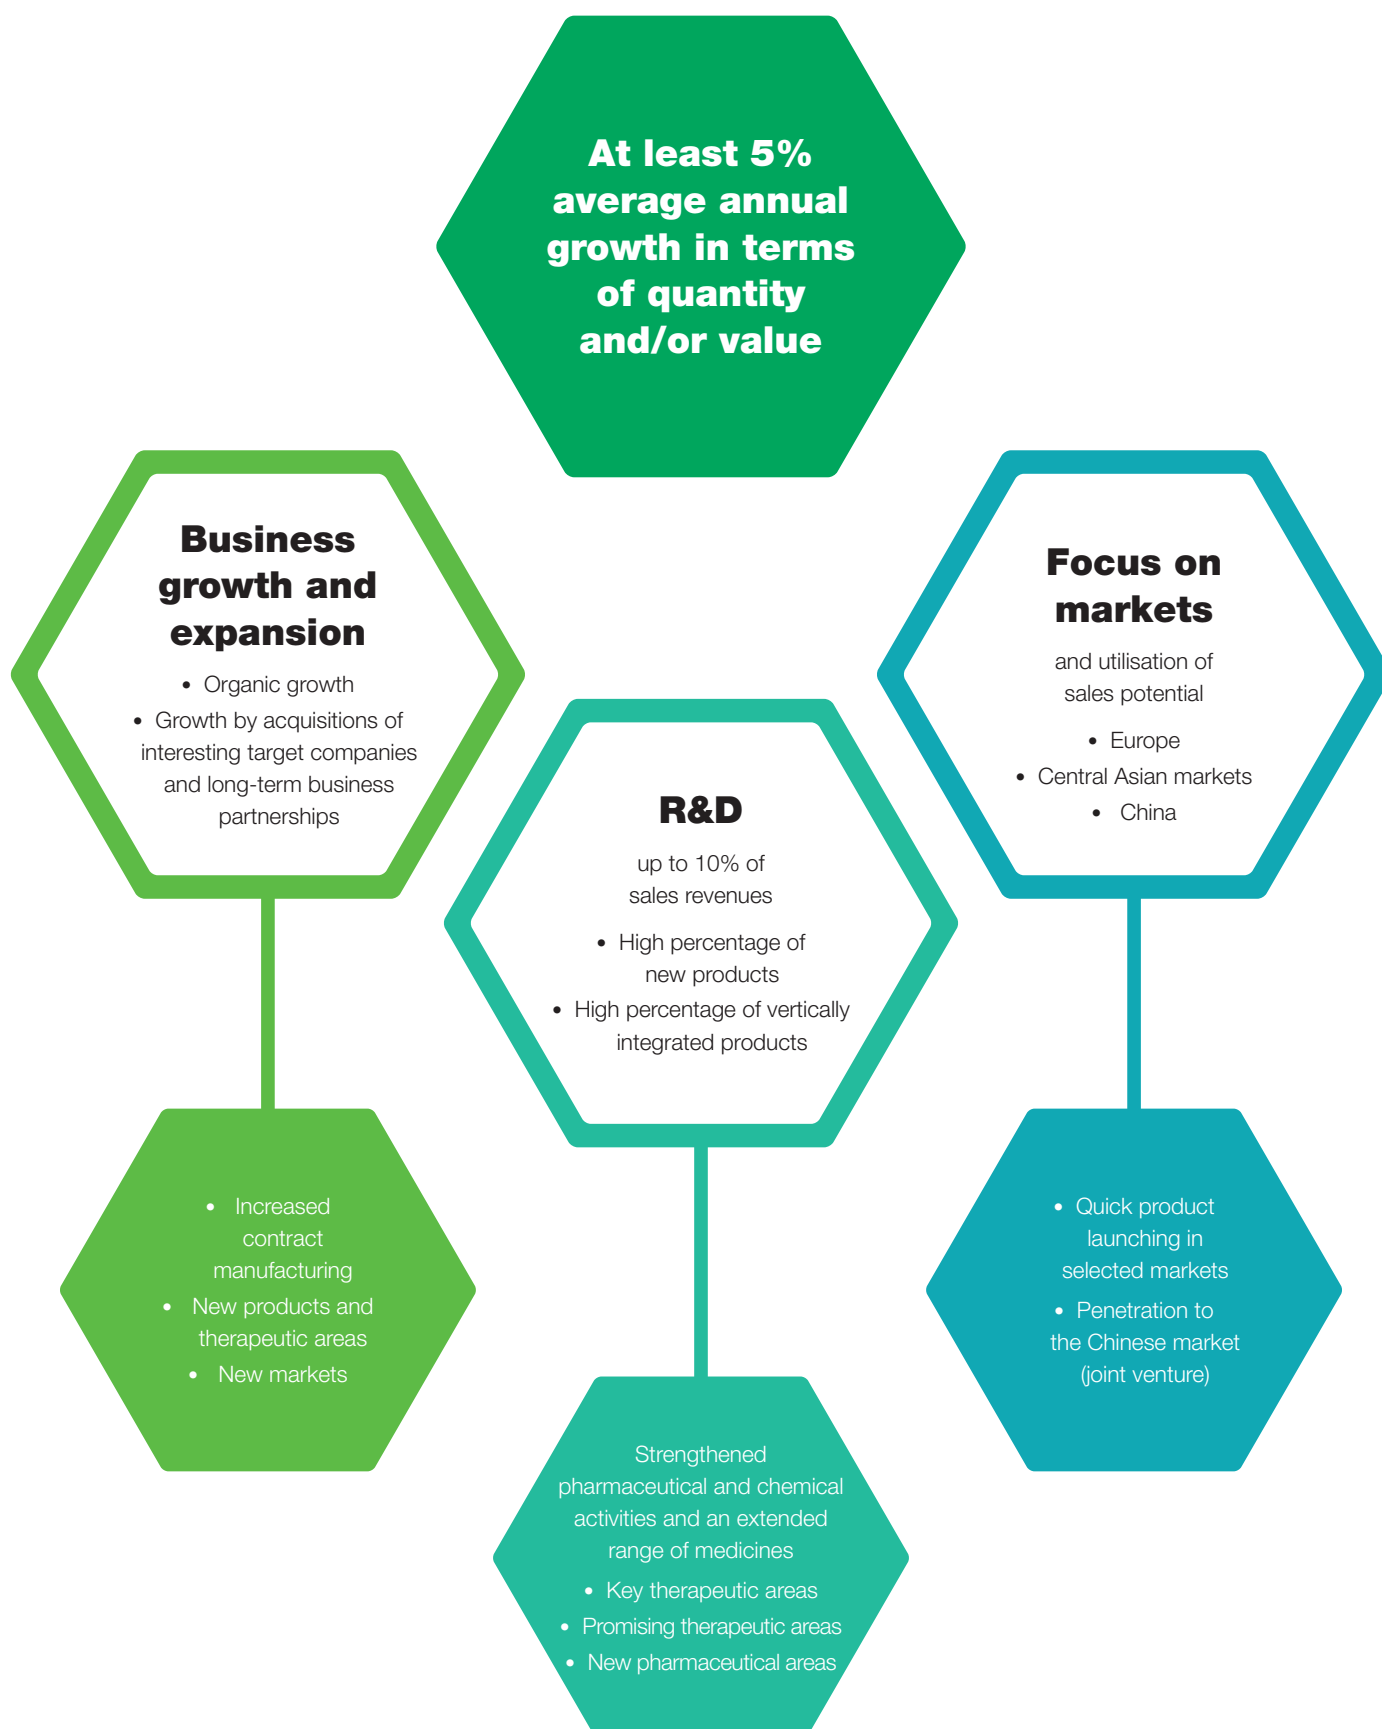 At least 5%
average annual
growth in terms
of quantity
and/or value
Business
growth and
expansion
• Organic growth
• Growth by acquisitions of
interesting target companies
and long-term business
partnerships
• Increased
contract
manufacturing
• New products and
therapeutic areas
• New markets
R&D
up to 10% of
sales revenues
• High percentage of
new products
• High percentage of vertically
integrated products
Strengthened
pharmaceutical and chemical
activities and an extended
range of medicines
• Key therapeutic areas
• Promising therapeutic areas
• New pharmaceutical areas
Focus on
markets
and utilisation of
sales potential
• Europe
• Central Asian markets
• China
• Quick product
launching in
selected markets
• Penetration to
the Chinese market
(joint venture)